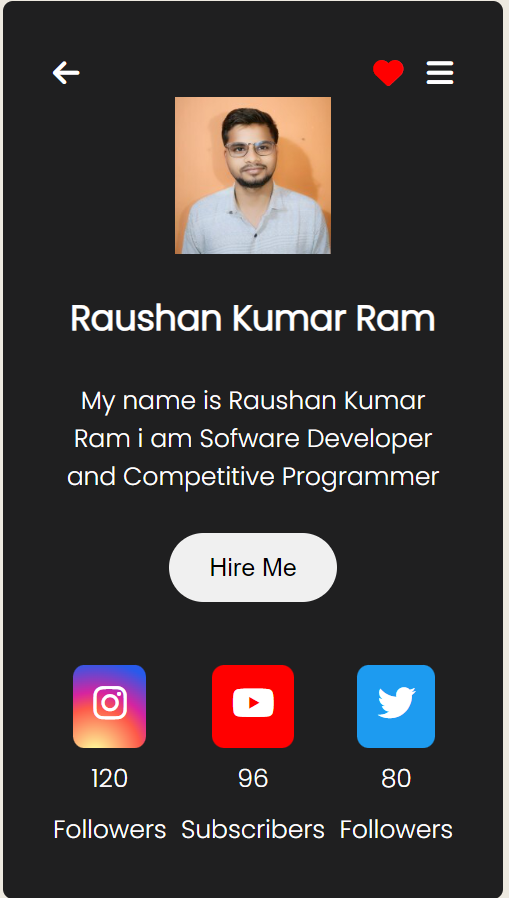 Raushan Kumar Ram
My name is Raushan Kumar
Ram i am Sofware Developer
and Competitive Programmer
Hire Me
120 96 80
Followers Subscribers Followers